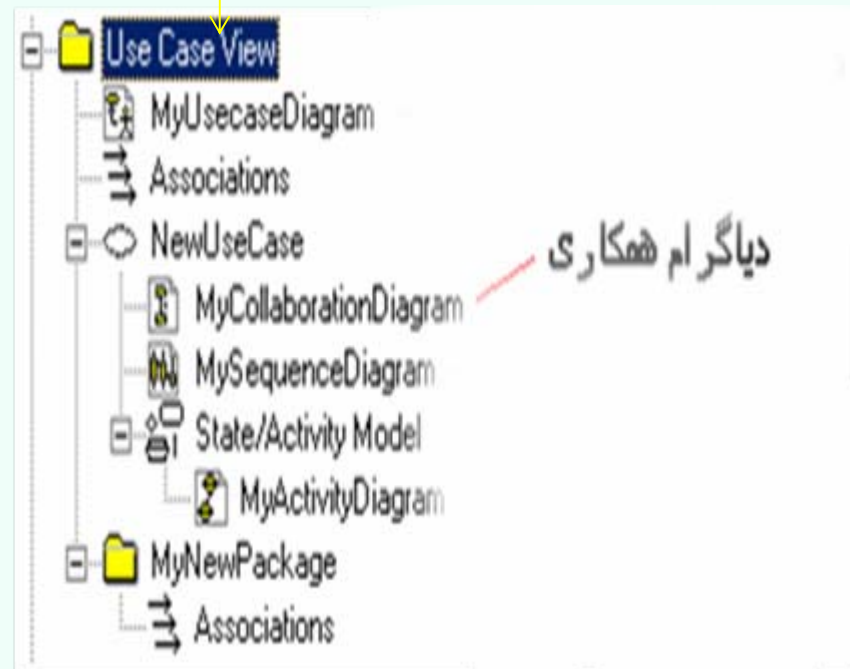 Use Case View
MyUsecaseDiagram
Associations
NewUseCase
دیاگرام همکاری
MyCollaborationDiagram
MySequenceDiagram
State/Activity Model
MyActivityDiagram
MyNewPackage
Associations